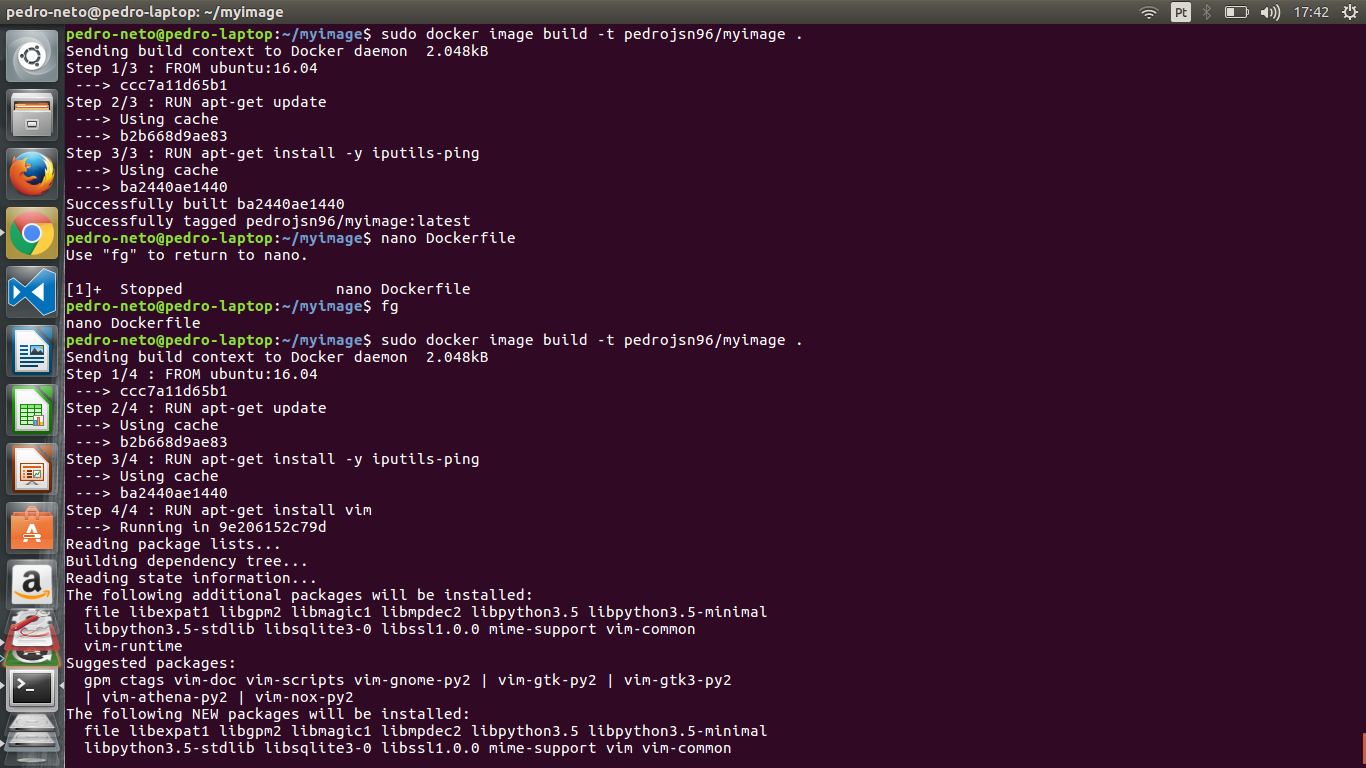 pedro-neto@pedro-laptop: ~/myimage
Pt
17:42
pedro-neto@pedro-laptop:~/myimage$ sudo docker image build -t pedrojsn96/myimage .
Sending build context to Docker daemon  2.048kB
Step 1/3 : FROM ubuntu:16.04
 ---> ccc7a11d65b1
Step 2/3 : RUN apt-get update
 ---> Using cache
 ---> b2b668d9ae83
Step 3/3 : RUN apt-get install -y iputils-ping
 ---> Using cache
 ---> ba2440ae1440
Successfully built ba2440ae1440
Successfully tagged pedrojsn96/myimage:latest
pedro-neto@pedro-laptop:~/myimage$ nano Dockerfile
Use "fg" to return to nano.
[1]+  Stopped                 nano Dockerfile
pedro-neto@pedro-laptop:~/myimage$ fg
nano Dockerfile
pedro-neto@pedro-laptop:~/myimage$ sudo docker image build -t pedrojsn96/myimage .
Sending build context to Docker daemon  2.048kB
Step 1/4 : FROM ubuntu:16.04
 ---> ccc7a11d65b1
Step 2/4 : RUN apt-get update
 ---> Using cache
 ---> b2b668d9ae83
Step 3/4 : RUN apt-get install -y iputils-ping
 ---> Using cache
 ---> ba2440ae1440
Step 4/4 : RUN apt-get install vim
 ---> Running in 9e206152c79d
Reading package lists...
Building dependency tree...
Reading state information...
The following additional packages will be installed:
  file libexpat1 libgpm2 libmagic1 libmpdec2 libpython3.5 libpython3.5-minimal
  libpython3.5-stdlib libsqlite3-0 libssl1.0.0 mime-support vim-common
  vim-runtime
Suggested packages:
  gpm ctags vim-doc vim-scripts vim-gnome-py2 | vim-gtk-py2 | vim-gtk3-py2
  | vim-athena-py2 | vim-nox-py2
The following NEW packages will be installed:
  file libexpat1 libgpm2 libmagic1 libmpdec2 libpython3.5 libpython3.5-minimal
  libpython3.5-stdlib libsqlite3-0 libssl1.0.0 mime-support vim vim-common